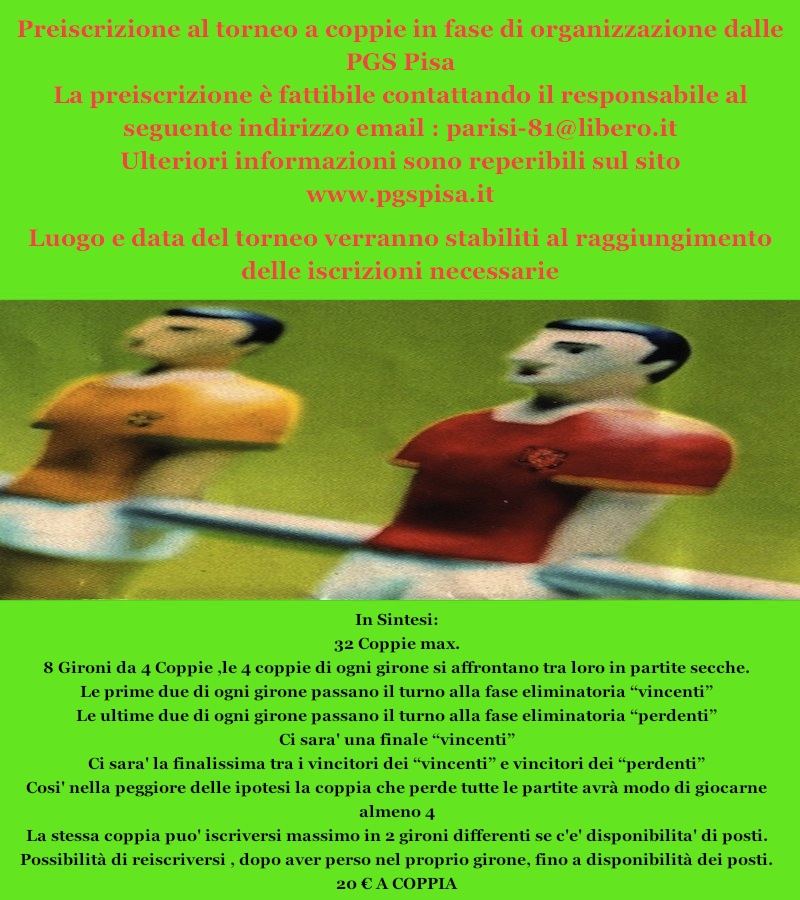 Preiscrizione al torneo a coppie in fase di organizzazione dalle
PGS Pisa
La preiscrizione è fattibile contattando il responsabile al
seguente indirizzo email : parisi-81@libero.it
Ulteriori informazioni sono reperibili sul sito
www.pgspisa.it
Luogo e data del torneo verranno stabiliti al raggiungimento
delle iscrizioni necessarie
In Sintesi:
32 Coppie max.
8 Gironi da 4 Coppie ,le 4 coppie di ogni girone si affrontano tra loro in partite secche.
Le prime due di ogni girone passano il turno alla fase eliminatoria “vincenti”
Le ultime due di ogni girone passano il turno alla fase eliminatoria “perdenti”
Ci sara' una finale “vincenti”
Ci sara' la finalissima tra i vincitori dei “vincenti” e vincitori dei “perdenti”
Cosi' nella peggiore delle ipotesi la coppia che perde tutte le partite avrà modo di giocarne
almeno 4
La stessa coppia puo' iscriversi massimo in 2 gironi differenti se c'e' disponibilita' di posti.
Possibilità di reiscriversi , dopo aver perso nel proprio girone, fino a disponibilità dei posti.
20 € A COPPIA